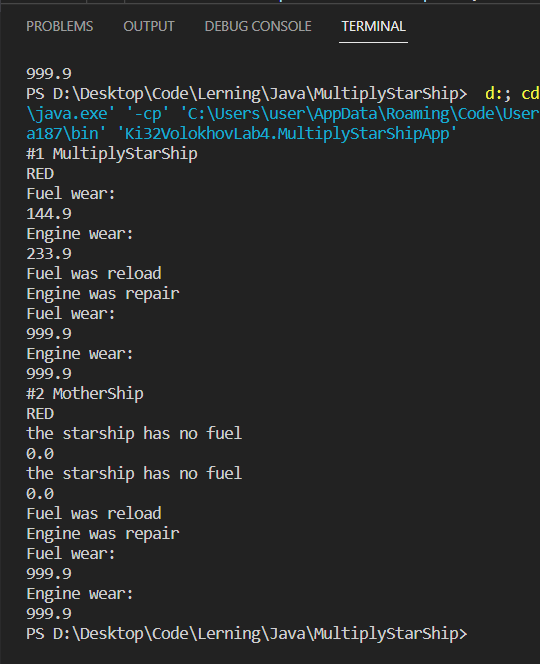 PROBLEMS OUTPUT DEBUG CONSOLE TERMINAL
999.9
PS D:\Desktop\Code\Lerning\Java\MultiplyStarShip> d:; cd
\java.exe' '-cp' 'C:\Users\user\AppData\Roaming\Code\User
a187\bin' 'Ki32VolokhovLab4.MultiplyStarShipApp'
#1 MultiplyStarShip
RED
Fuel wear:
144.9
Engine wear:
233.9
Fuel was reload
Engine was repair
Fuel wear:
999.9
Engine wear:
999.9
#2 MotherShip
RED
the starship has no fuel
0.0
the starship has no fuel
0.0
Fuel was reload
Engine was repair
Fuel wear:
999.9
Engine wear:
999.9
PS D:\Desktop\Code\Lerning\Java\MultiplyStarShip>